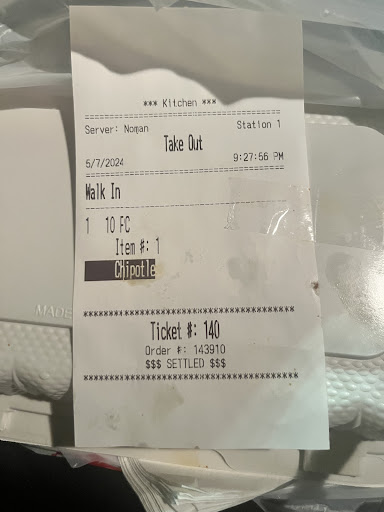 *** Kitchen ***
Server: Noman Station 1
Take Out
5/7/2024 9:27:56 PM
Walk In
1 10 FC
Item #: 1
Chipotle
Ticket #: 140
Order #: 143910
$$$ SETTLED $$$
MADE